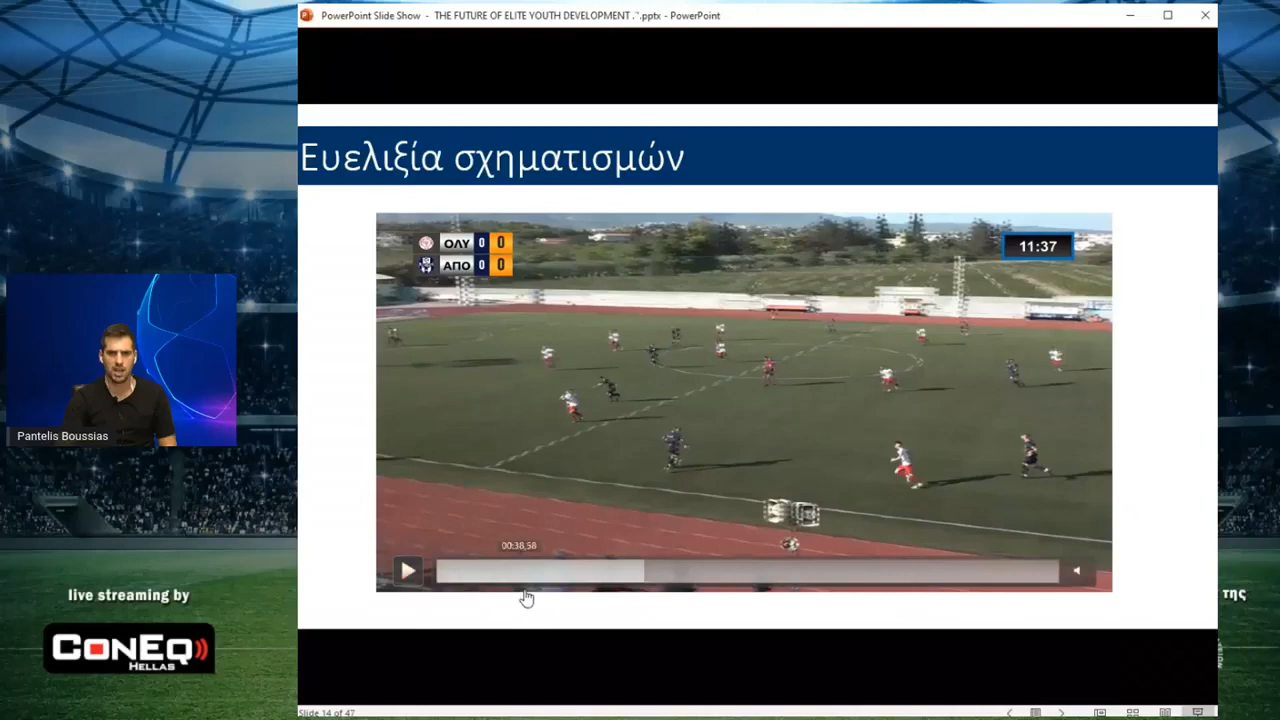 PowerPoint Slide Show - THE FUTURE OF ELITE YOUTH DEVELOPMENT .~.pptx - PowerPoint
Ευελιξία σχηματισμών
ΟΛΥ 0 0
ΑΠΟ 0 0
11:37
Pantelis Boussias
00:38,58
live streaming by
CONEQ
HELLAS
της
Slide 14 of 47